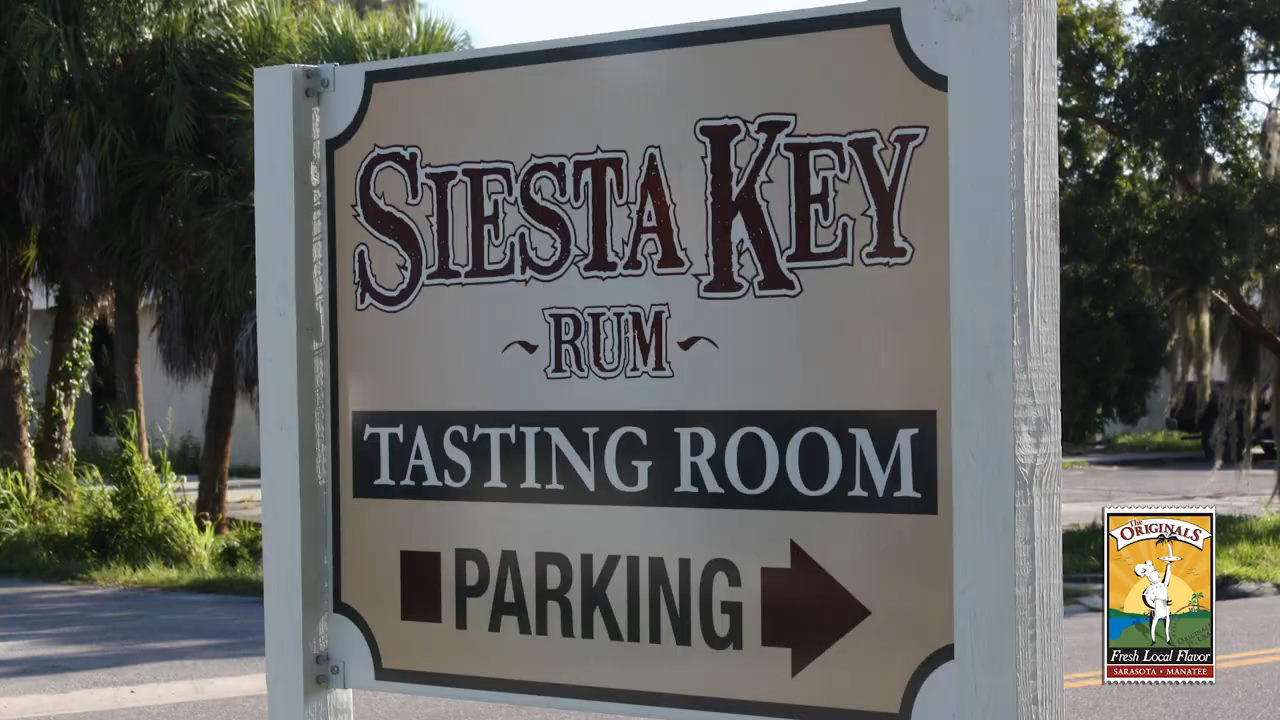 SIESTA KEY
~RUM~
TASTING ROOM
PARKING
The
ORIGINALS
Fresh Local Flavor
SARASOTA • MANATEE